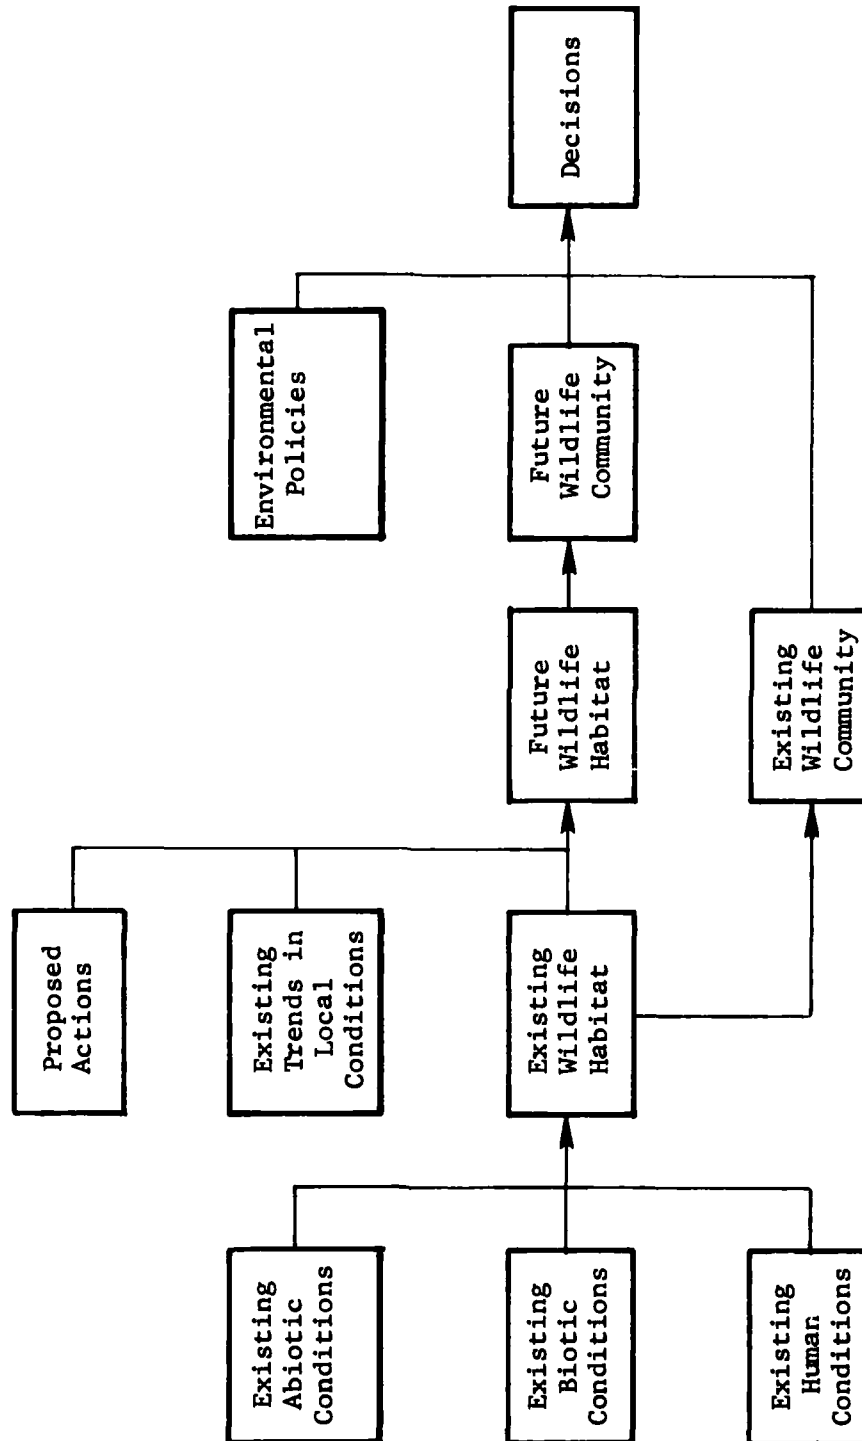 Existing
Abiotic
Conditions
Existing
Biotic
Conditions
Existing
Human
Conditions
Proposed
Actions
Existing
Trends in
Local
Conditions
Existing
Wildlife
Habitat
Future
Wildlife
Habitat
Existing
Wildlife
Community
Environmental
Policies
Future
Wildlife
Community
Decisions